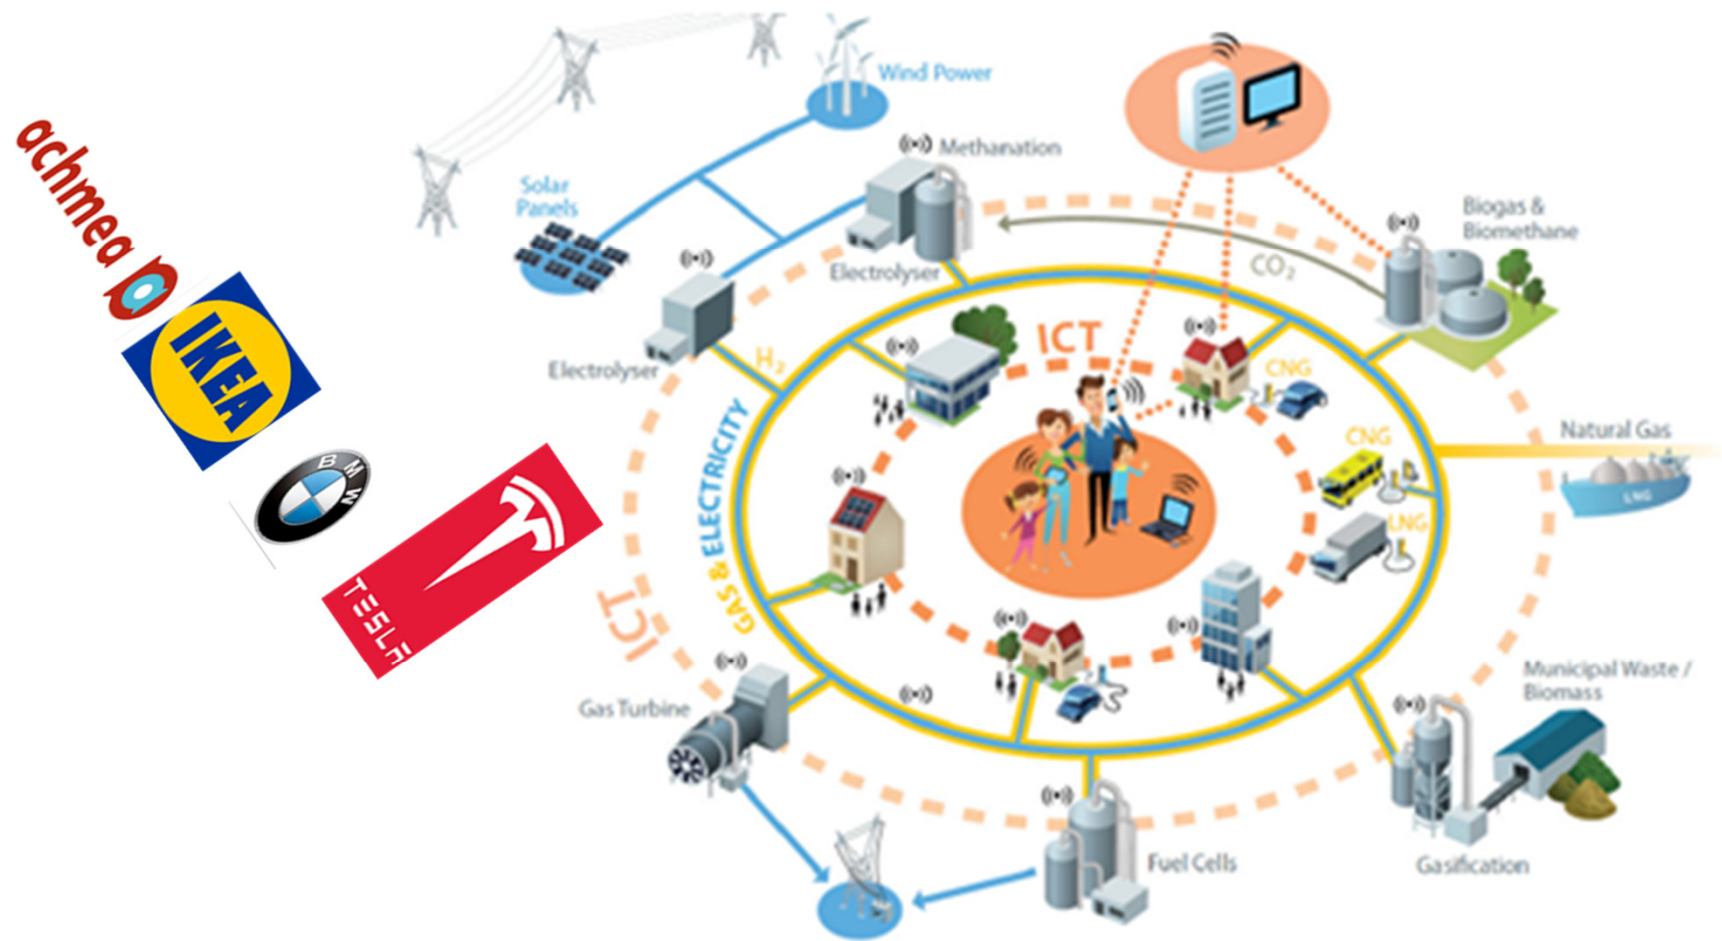 Wind Power
Methanation
Solar
Panels
Biogas &
Biomethane
achmea
CO₂
Electrolyser
ICT
IKEA
Electrolyser
H₂
CNG
GAS & ELECTRICITY
CNG
Natural Gas
BMW
LNG
LNG
TESLA
ICT
Gas Turbine
Municipal Waste /
Biomass
Fuel Cells
Gasification